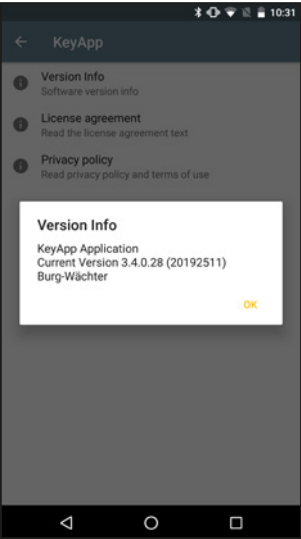 10:31
KeyApp
Version Info
Software version info
License agreement
Read the license agreement text
Privacy policy
Read privacy policy and terms of use
Version Info
KeyApp Application
Current Version 3.4.0.28 (20192511)
Burg-Wächter
OK